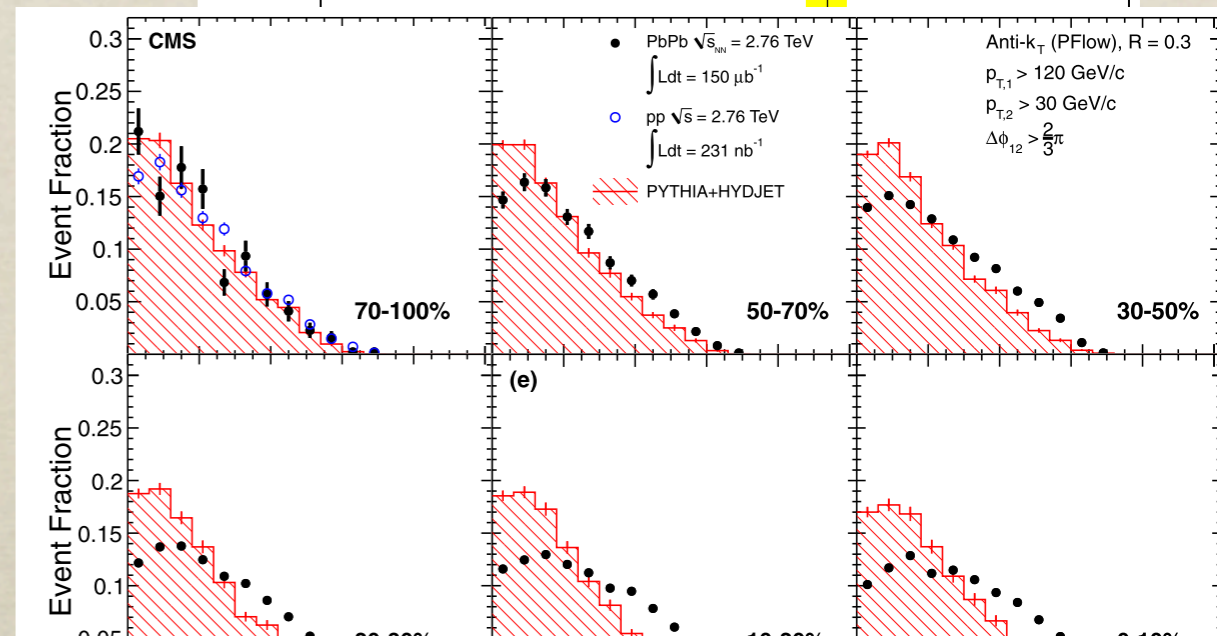 CMS
PbPb √s_NN = 2.76 TeV
∫Ldt = 150 μb⁻¹
pp √s = 2.76 TeV
∫Ldt = 231 nb⁻¹
PYTHIA+HYDJET
Anti-k_T (PFlow), R = 0.3
p_T,1 > 120 GeV/c
p_T,2 > 30 GeV/c
Δϕ₁₂ > 2/3 π
0.3
0.25
0.2
0.15
0.1
0.05
Event Fraction
70-100%
50-70%
30-50%
(e)
0.3
0.25
0.2
0.15
0.1
Event Fraction